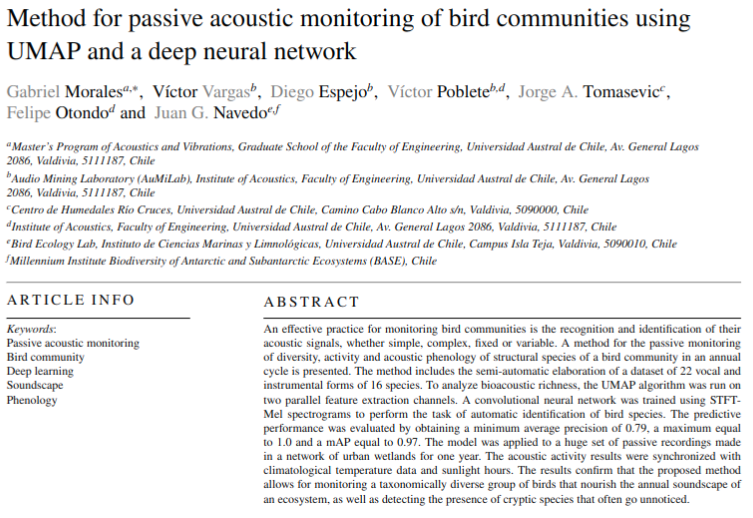 Method for passive acoustic monitoring of bird communities using
UMAP and a deep neural network
Gabriel Morales^{a,*}, Víctor Vargas^b, Diego Espejo^b, Víctor Poblete^{b,d}, Jorge A. Tomasevic^c,
Felipe Otondo^d and Juan G. Navedo^{e,f}
^aMaster's Program of Acoustics and Vibrations, Graduate School of the Faculty of Engineering, Universidad Austral de Chile, Av. General Lagos
2086, Valdivia, 5111187, Chile
^bAudio Mining Laboratory (AuMiLab), Institute of Acoustics, Faculty of Engineering, Universidad Austral de Chile, Av. General Lagos
2086, Valdivia, 5111187, Chile
^cCentro de Humedales Río Cruces, Universidad Austral de Chile, Camino Cabo Blanco Alto s/n, Valdivia, 5090000, Chile
^dInstitute of Acoustics, Faculty of Engineering, Universidad Austral de Chile, Av. General Lagos 2086, Valdivia, 5111187, Chile
^eBird Ecology Lab, Instituto de Ciencias Marinas y Limnológicas, Universidad Austral de Chile, Campus Isla Teja, Valdivia, 5090010, Chile
^fMillennium Institute Biodiversity of Antarctic and Subantarctic Ecosystems (BASE), Chile
ARTICLE INFO
Keywords:
Passive acoustic monitoring
Bird community
Deep learning
Soundscape
Phenology
ABSTRACT
An effective practice for monitoring bird communities is the recognition and identification of their
acoustic signals, whether simple, complex, fixed or variable. A method for the passive monitoring
of diversity, activity and acoustic phenology of structural species of a bird community in an annual
cycle is presented. The method includes the semi-automatic elaboration of a dataset of 22 vocal and
instrumental forms of 16 species. To analyze bioacoustic richness, the UMAP algorithm was run on
two parallel feature extraction channels. A convolutional neural network was trained using STFT-
Mel spectrograms to perform the task of automatic identification of bird species. The predictive
performance was evaluated by obtaining a minimum average precision of 0.79, a maximum equal
to 1.0 and a mAP equal to 0.97. The model was applied to a huge set of passive recordings made
in a network of urban wetlands for one year. The acoustic activity results were synchronized with
climatological temperature data and sunlight hours. The results confirm that the proposed method
allows for monitoring a taxonomically diverse group of birds that nourish the annual soundscape of
an ecosystem, as well as detecting the presence of cryptic species that often go unnoticed.